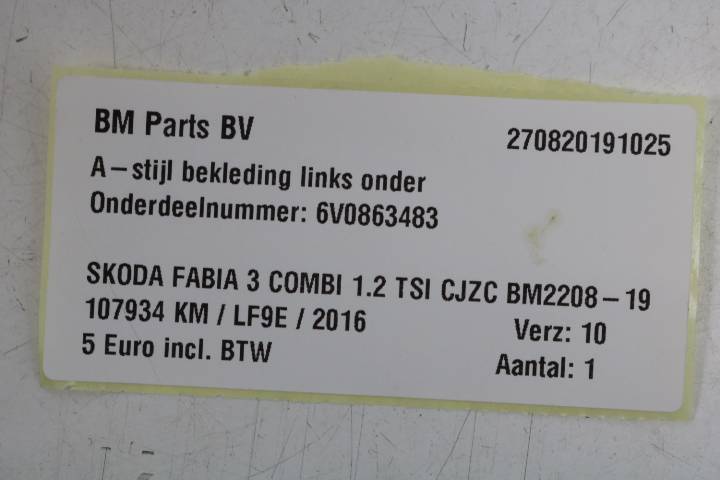 BM Parts BV 270820191025
A-stijl bekleding links onder
Onderdeelnummer: 6V0863483
SKODA FABIA 3 COMBI 1.2 TSI CJZC BM2208-19
107934 KM / LF9E / 2016 Verz: 10
5 Euro incl. BTW Aantal: 1